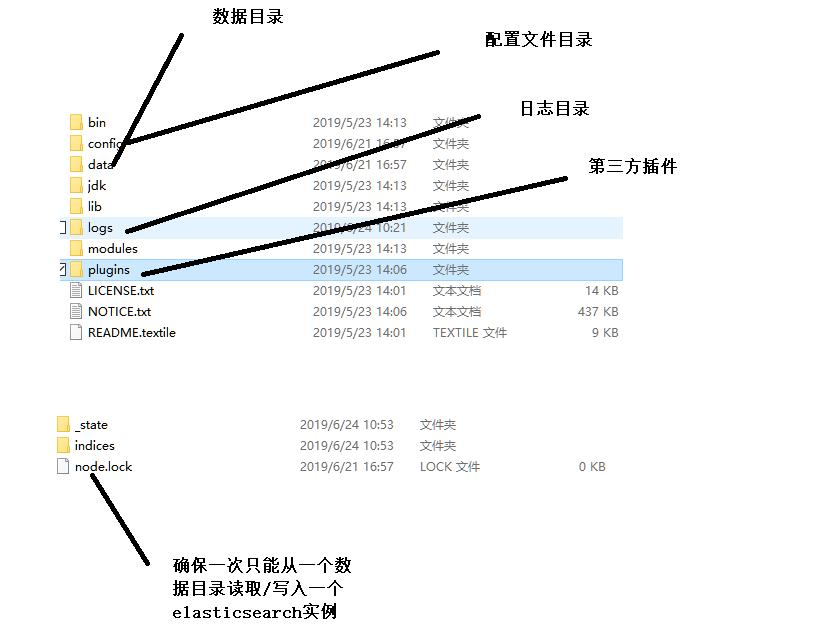 数据目录
配置文件目录
日志目录
第三方插件
bin 2019/5/23 14:13 文件夹
config 2019/6/21 16:57 文件夹
data 2019/6/21 16:57 文件夹
jdk 2019/5/23 14:13 文件夹
lib 2019/5/23 14:13 文件夹
logs 2019/6/24 10:21 文件夹
modules 2019/5/23 14:13 文件夹
plugins 2019/5/23 14:06 文件夹
LICENSE.txt 2019/5/23 14:01 文本文档 14 KB
NOTICE.txt 2019/5/23 14:06 文本文档 437 KB
README.textile 2019/5/23 14:01 TEXTILE 文件 9 KB
_state 2019/6/24 10:53 文件夹
indices 2019/6/24 10:53 文件夹
node.lock 2019/6/21 16:57 LOCK 文件 0 KB
确保一次只能从一个数
据目录读取/写入一个
elasticsearch实例